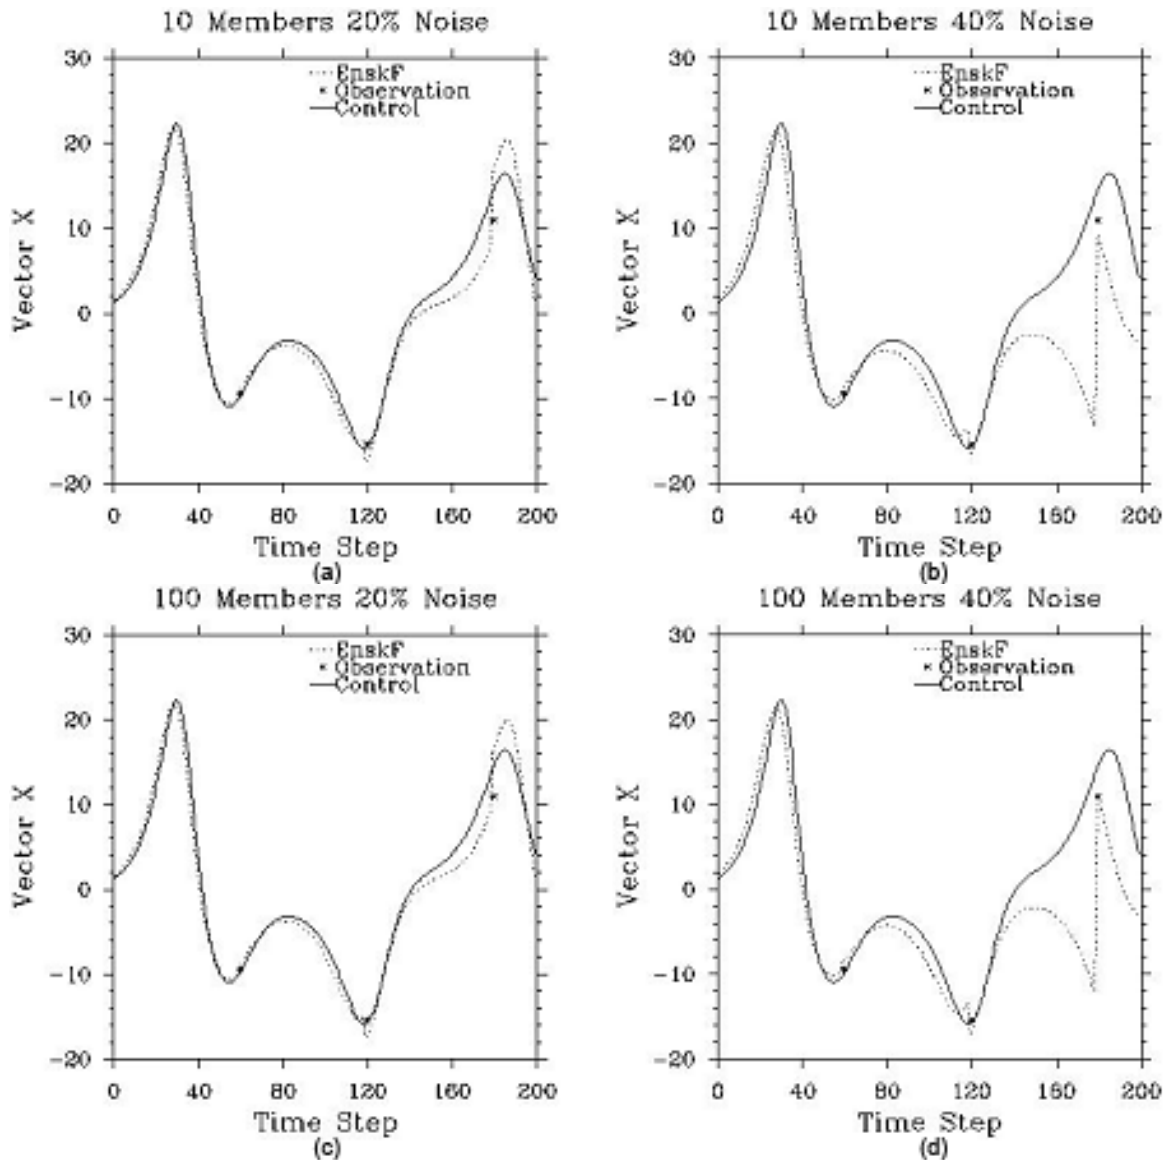 10 Members 20% Noise
30
20
10
0
-10
-20
Vector X
EnskF
Observation
Control
0 40 80 120 160 200
Time Step
(a)
10 Members 40% Noise
30
20
10
0
-10
-20
Vector X
EnskF
Observation
Control
0 40 80 120 160 200
Time Step
(b)
100 Members 20% Noise
30
20
10
0
-10
-20
Vector X
EnskF
Observation
Control
0 40 80 120 160 200
Time Step
(c)
100 Members 40% Noise
30
20
10
0
-10
-20
Vector X
EnskF
Observation
Control
0 40 80 120 160 200
Time Step
(d)